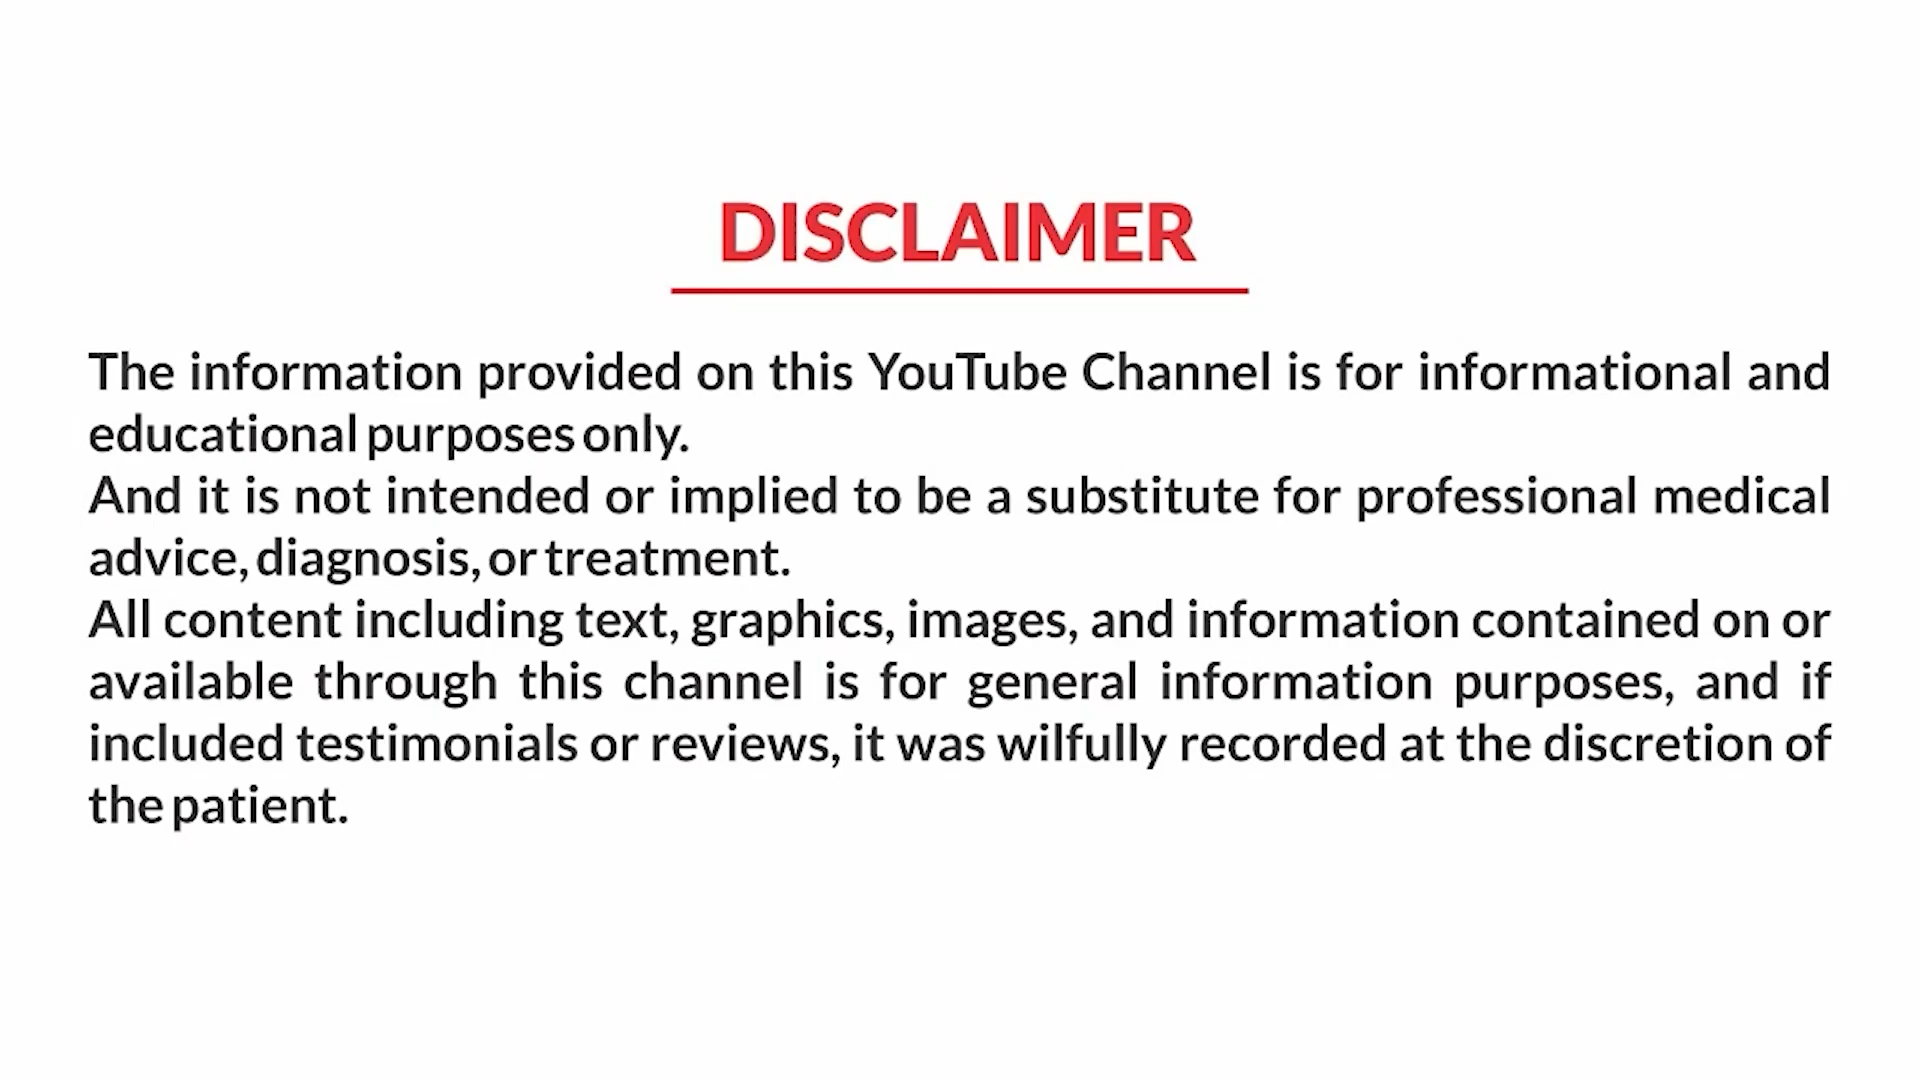 DISCLAIMER
The information provided on this YouTube Channel is for informational and
educational purposes only.
And it is not intended or implied to be a substitute for professional medical
advice, diagnosis, or treatment.
All content including text, graphics, images, and information contained on or
available through this channel is for general information purposes, and if
included testimonials or reviews, it was wilfully recorded at the discretion of
the patient.